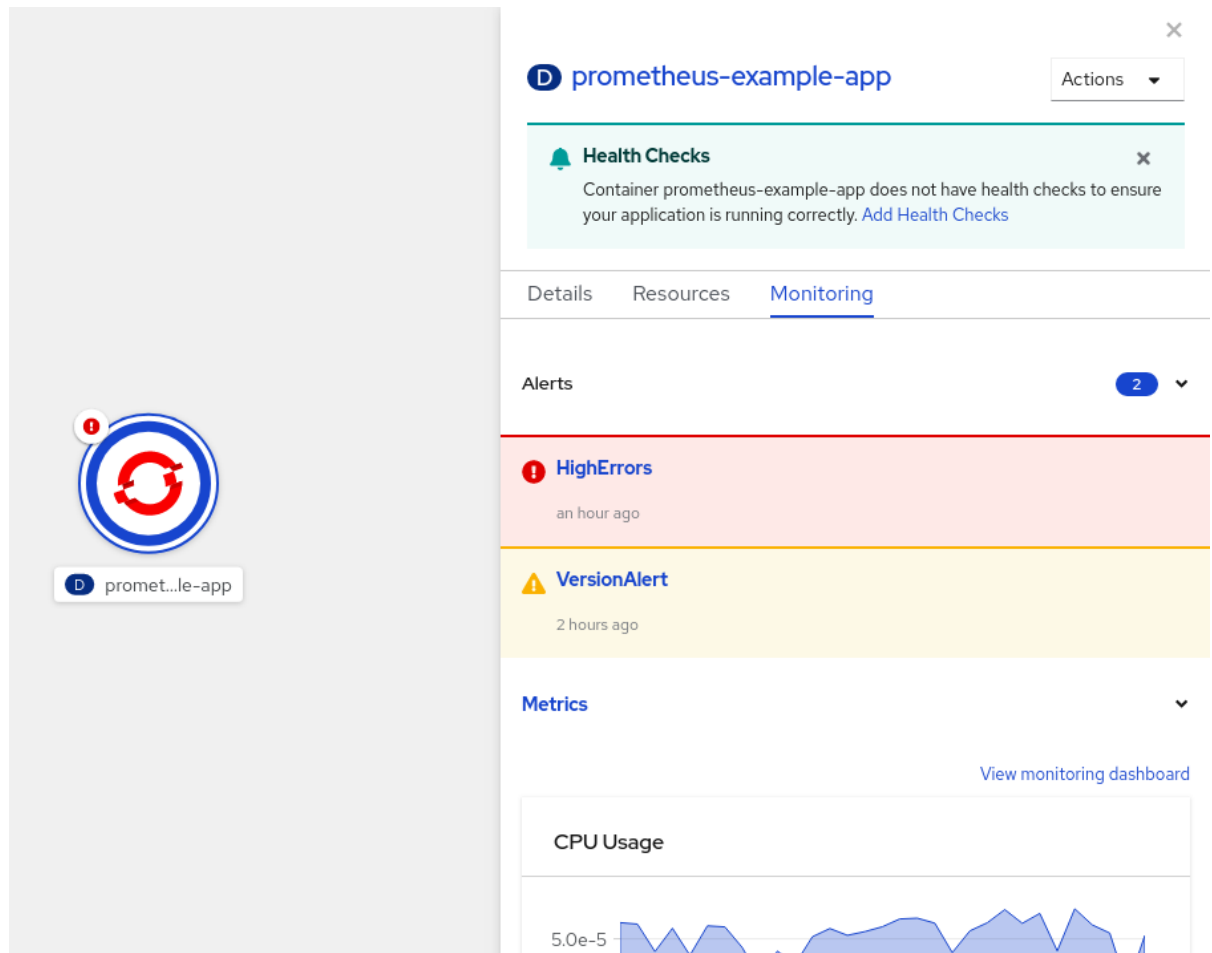 D prometheus-example-app
Actions
Health Checks
Container prometheus-example-app does not have health checks to ensure
your application is running correctly. Add Health Checks
Details Resources Monitoring
Alerts
2
HighErrors
an hour ago
D promet...le-app
VersionAlert
2 hours ago
Metrics
View monitoring dashboard
CPU Usage
5.0e-5